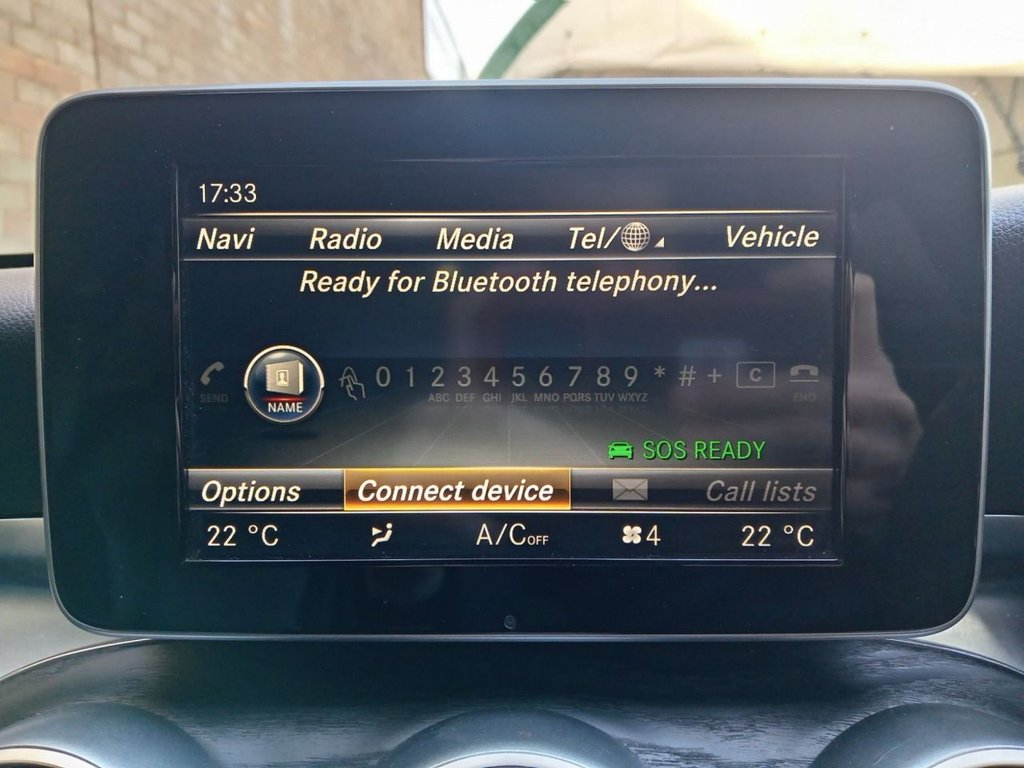 17:33
Navi Radio Media Tel/ Vehicle
Ready for Bluetooth telephony...
SEND NAME 0 1 2 3 4 5 6 7 8 9 * # + C END
ABC DEF GHI JKL MNO PQRS TUV WXYZ
SOS READY
Options Connect device Call lists
22 °C A/C OFF 4 22 °C